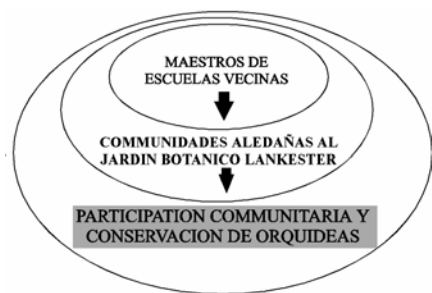 MAESTROS DE
ESCUELAS VECINAS
COMMUNIDADES ALEDAÑAS AL
JARDIN BOTANICO LANKESTER
PARTICIPATION COMMUNITARIA Y
CONSERVACION DE ORQUIDEAS